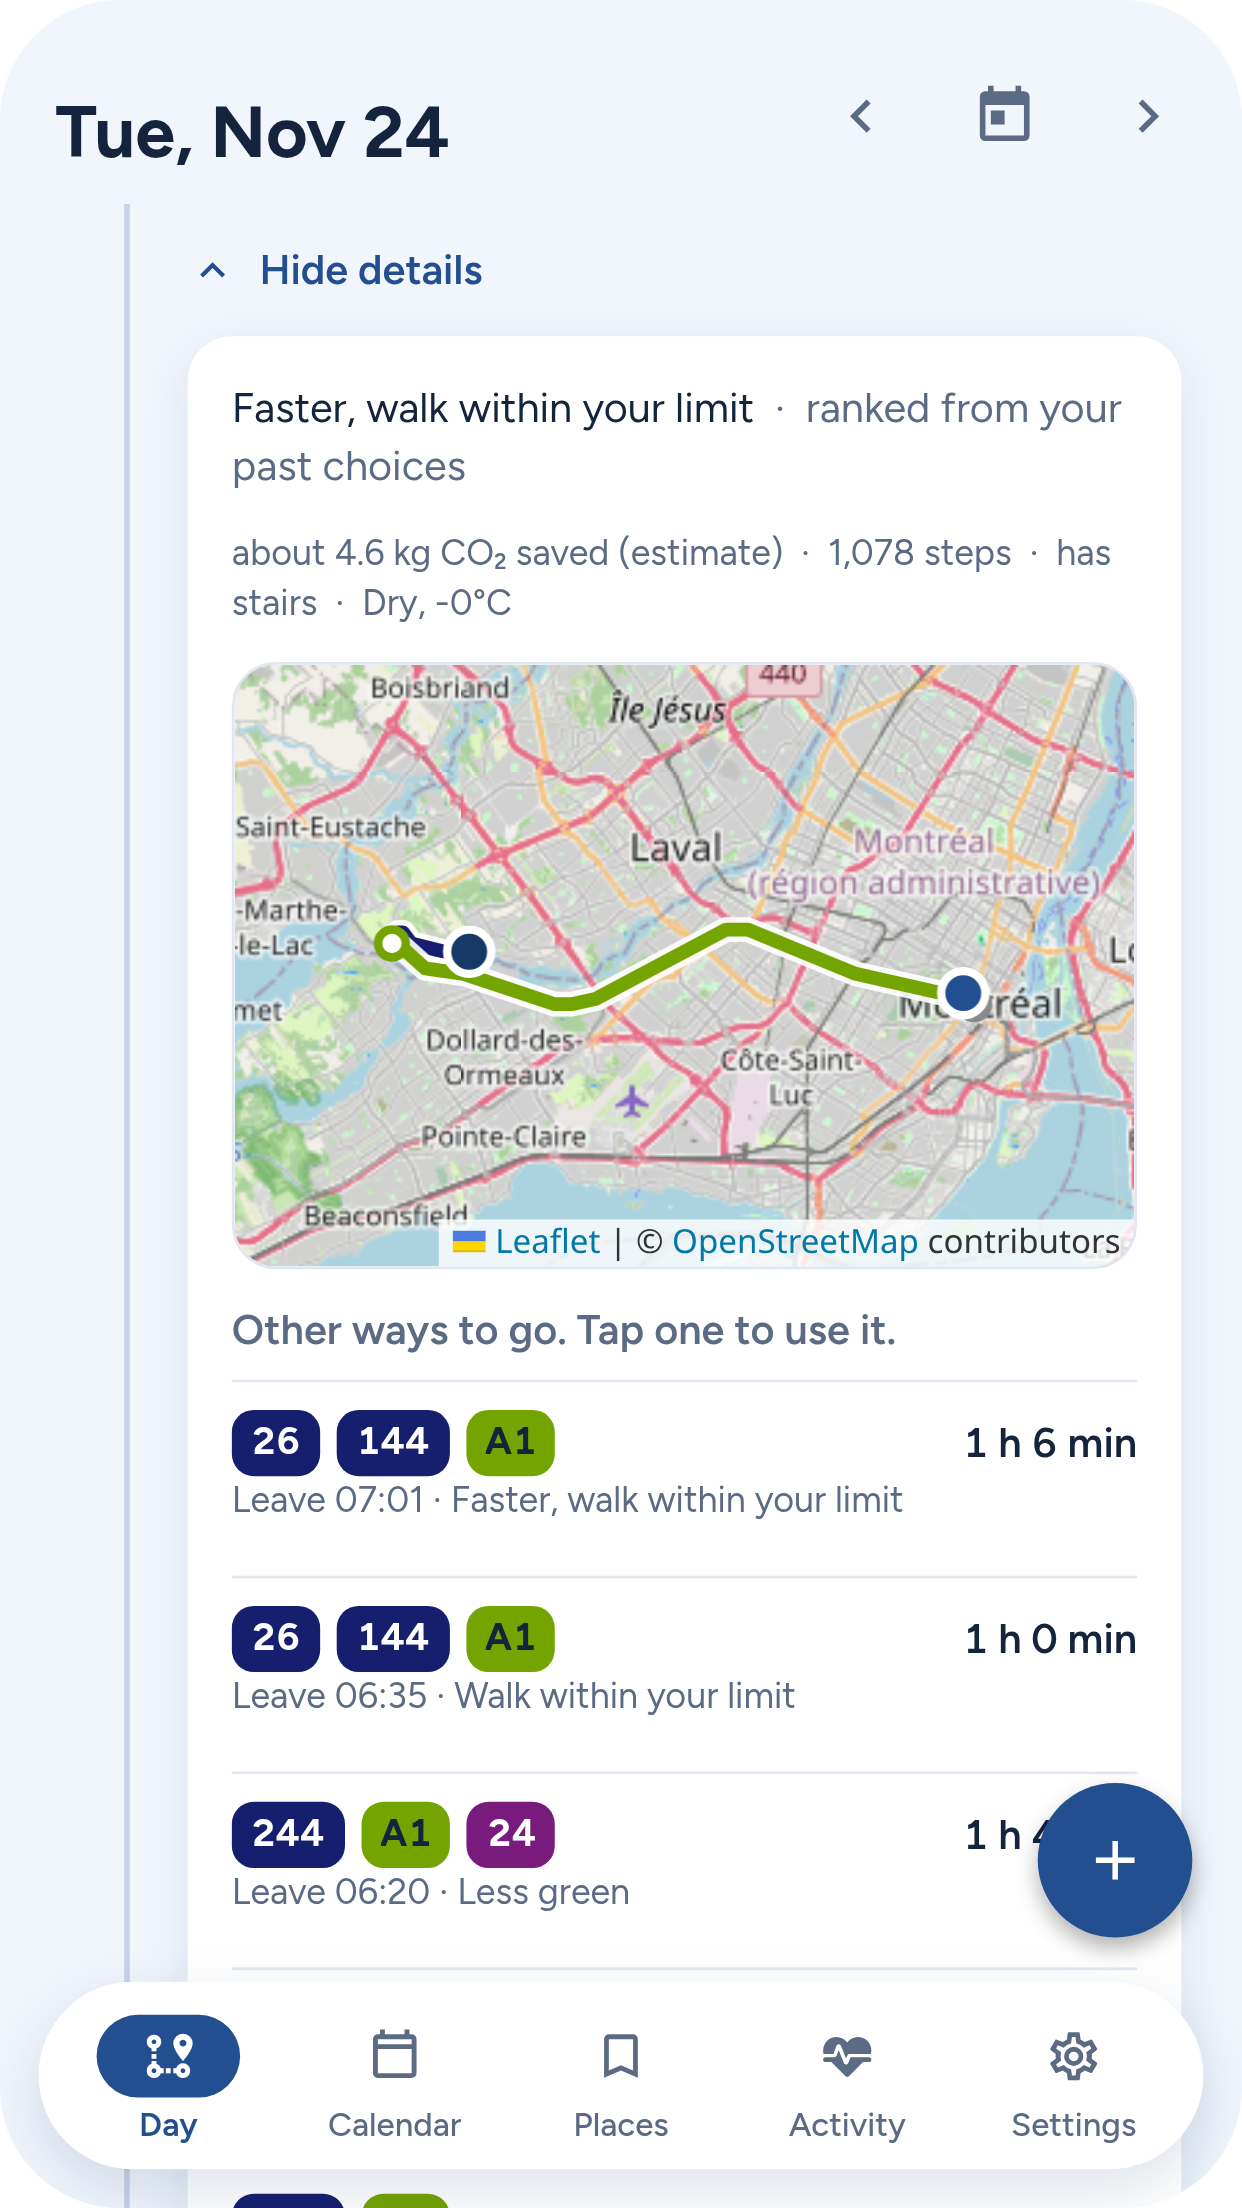 Tue, Nov 24
Hide details
Faster, walk within your limit · ranked from your
past choices
about 4.6 kg CO₂ saved (estimate) · 1,078 steps · has
stairs · Dry, -0°C
Boisbriand
Île Jésus
440
Saint-Eustache
Laval
Montréal
(région administrative)
-Marthe-
-le-Lac
met
Dollard-des-
Ormeaux
Côte-Saint-
Luc
Pointe-Claire
Beaconsfield
Leaflet | © OpenStreetMap contributors
Other ways to go. Tap one to use it.
26 144 A1 1 h 6 min
Leave 07:01 · Faster, walk within your limit
26 144 A1 1 h 0 min
Leave 06:35 · Walk within your limit
244 A1 24 1 h
Leave 06:20 · Less green
Day Calendar Places Activity Settings